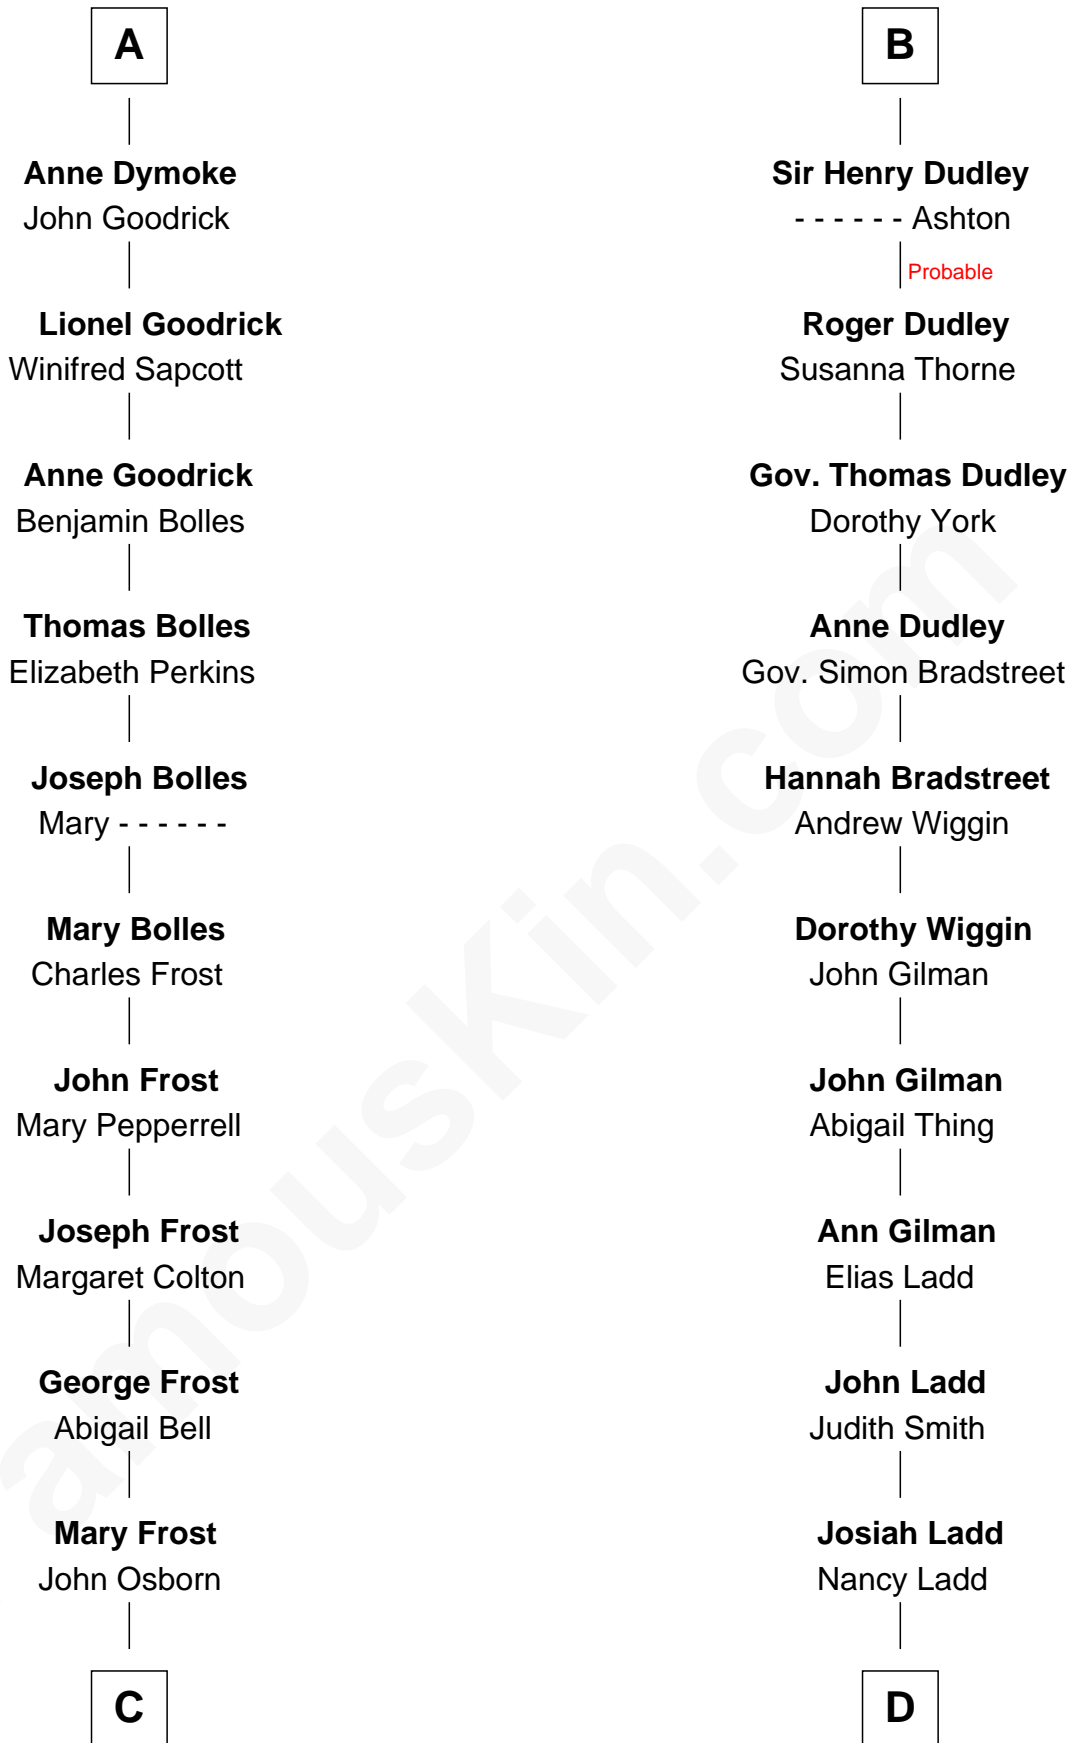 A
B
Anne Dymoke
John Goodrick
Sir Henry Dudley
- - - - - - Ashton
Probable
Lionel Goodrick
Winifred Sapcott
Roger Dudley
Susanna Thorne
Anne Goodrick
Benjamin Bolles
Gov. Thomas Dudley
Dorothy York
Thomas Bolles
Elizabeth Perkins
Anne Dudley
Gov. Simon Bradstreet
Joseph Bolles
Mary - - - - - -
Hannah Bradstreet
Andrew Wiggin
Mary Bolles
Charles Frost
Dorothy Wiggin
John Gilman
John Frost
Mary Pepperrell
John Gilman
Abigail Thing
Joseph Frost
Margaret Colton
Ann Gilman
Elias Ladd
George Frost
Abigail Bell
John Ladd
Judith Smith
Mary Frost
John Osborn
Josiah Ladd
Nancy Ladd
C
D
amouskin.com